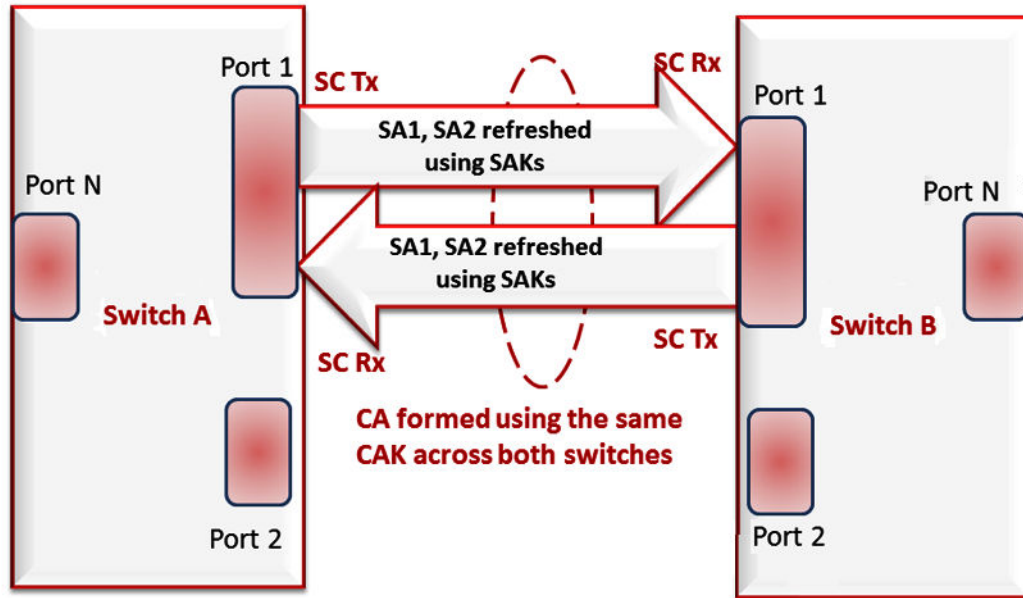 Port 1
SC Tx
SC Rx
Port 1
SA1, SA2 refreshed
using SAKs
Port N
Port N
SA1, SA2 refreshed
using SAKs
Switch A
Switch B
SC Rx
SC Tx
CA formed using the same
CAK across both switches
Port 2
Port 2